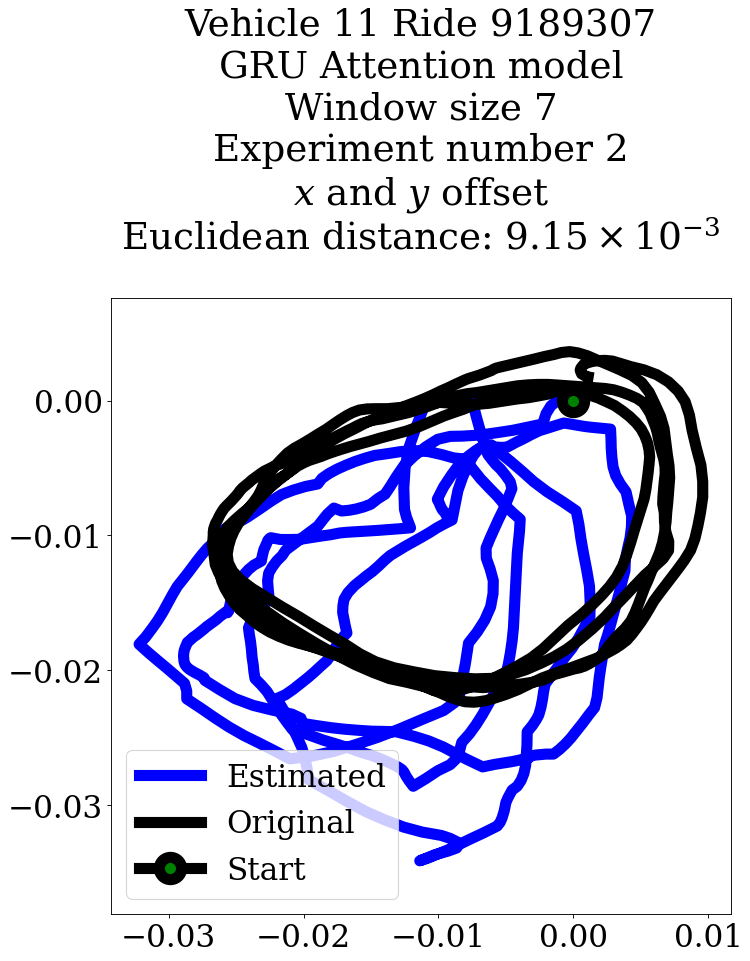 Vehicle 11 Ride 9189307
GRU Attention model
Window size 7
Experiment number 2
x and y offset
Euclidean distance: 9.15 × 10⁻³
0.00
−0.01
−0.02
−0.03
Estimated
Original
Start
−0.03 −0.02 −0.01 0.00 0.01